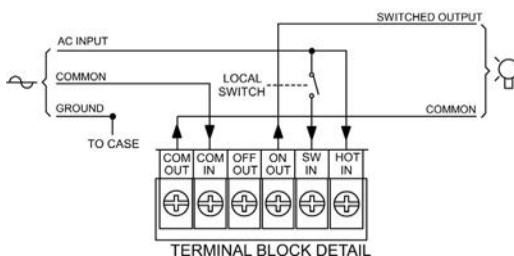 SWITCHED OUTPUT
AC INPUT
COMMON
LOCAL
SWITCH
GROUND
COMMON
TO CASE
COM OUT
COM IN
OFF OUT
ON OUT
SW IN
HOT IN
TERMINAL BLOCK DETAIL